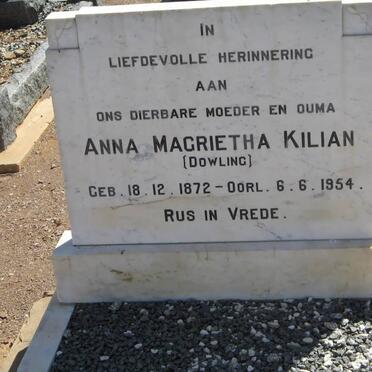 IN
LIEFDEVOLLE HERINNERING
AAN
ONS DIERBARE MOEDER EN OUMA
ANNA MAGRIETHA KILIAN
(DOWLING)
GEB. 18. 12. 1872 - OORL. 6. 6. 1954.
RUS IN VREDE.